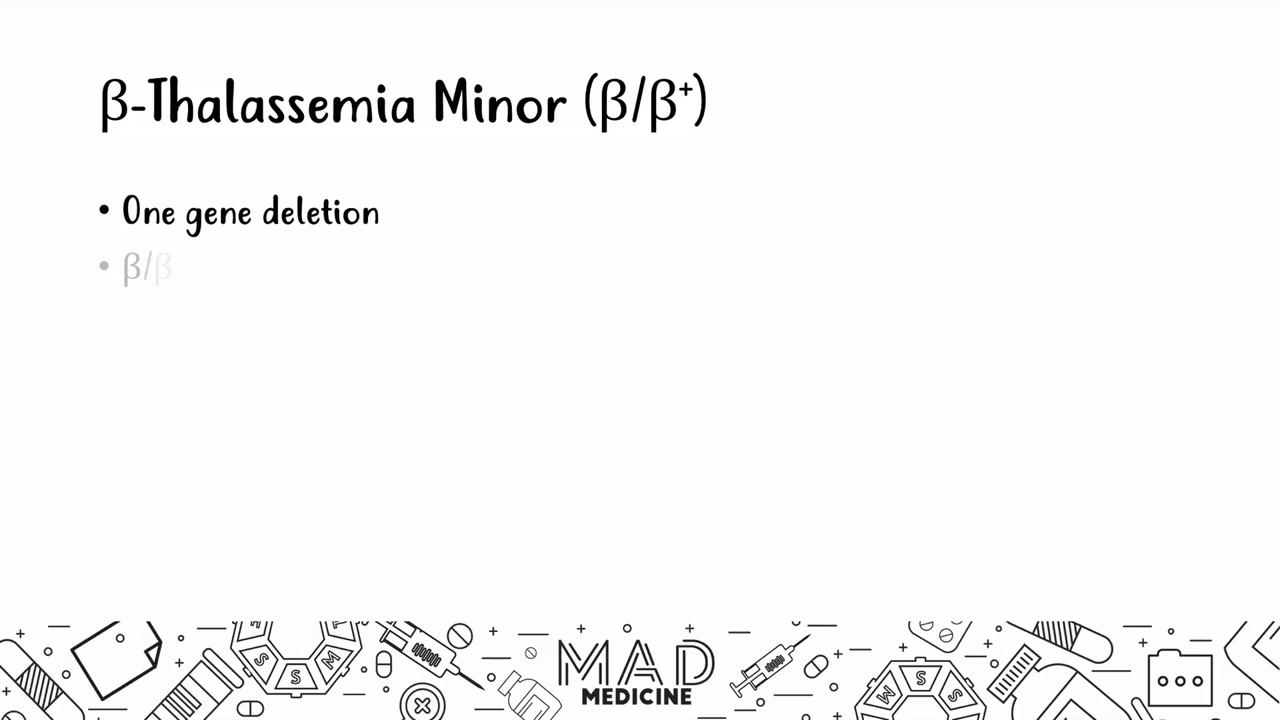 β-Thalassemia Minor (β/β⁺)
• One gene deletion
• β/β
MAD
MEDICINE
S
S
M
M
S
S